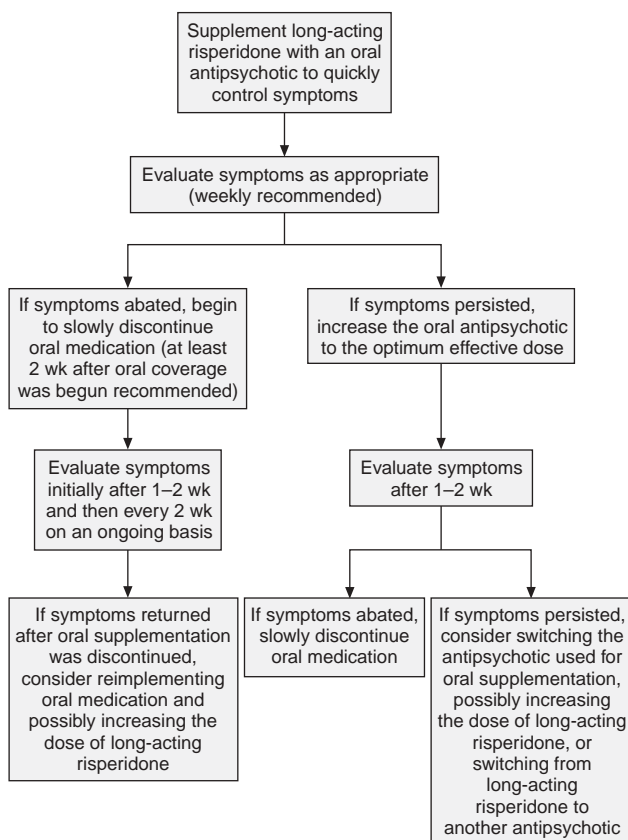 Supplement long-acting
risperidone with an oral
antipsychotic to quickly
control symptoms
Evaluate symptoms as appropriate
(weekly recommended)
If symptoms abated, begin
to slowly discontinue
oral medication (at least
2 wk after oral coverage
was begun recommended)
If symptoms persisted,
increase the oral antipsychotic
to the optimum effective dose
Evaluate symptoms
initially after 1–2 wk
and then every 2 wk
on an ongoing basis
Evaluate symptoms
after 1–2 wk
If symptoms returned
after oral supplementation
was discontinued,
consider reimplementing
oral medication and
possibly increasing the
dose of long-acting
risperidone
If symptoms abated,
slowly discontinue
oral medication
If symptoms persisted,
consider switching the
antipsychotic used for
oral supplementation,
possibly increasing
the dose of long-acting
risperidone, or
switching from
long-acting
risperidone to
another antipsychotic